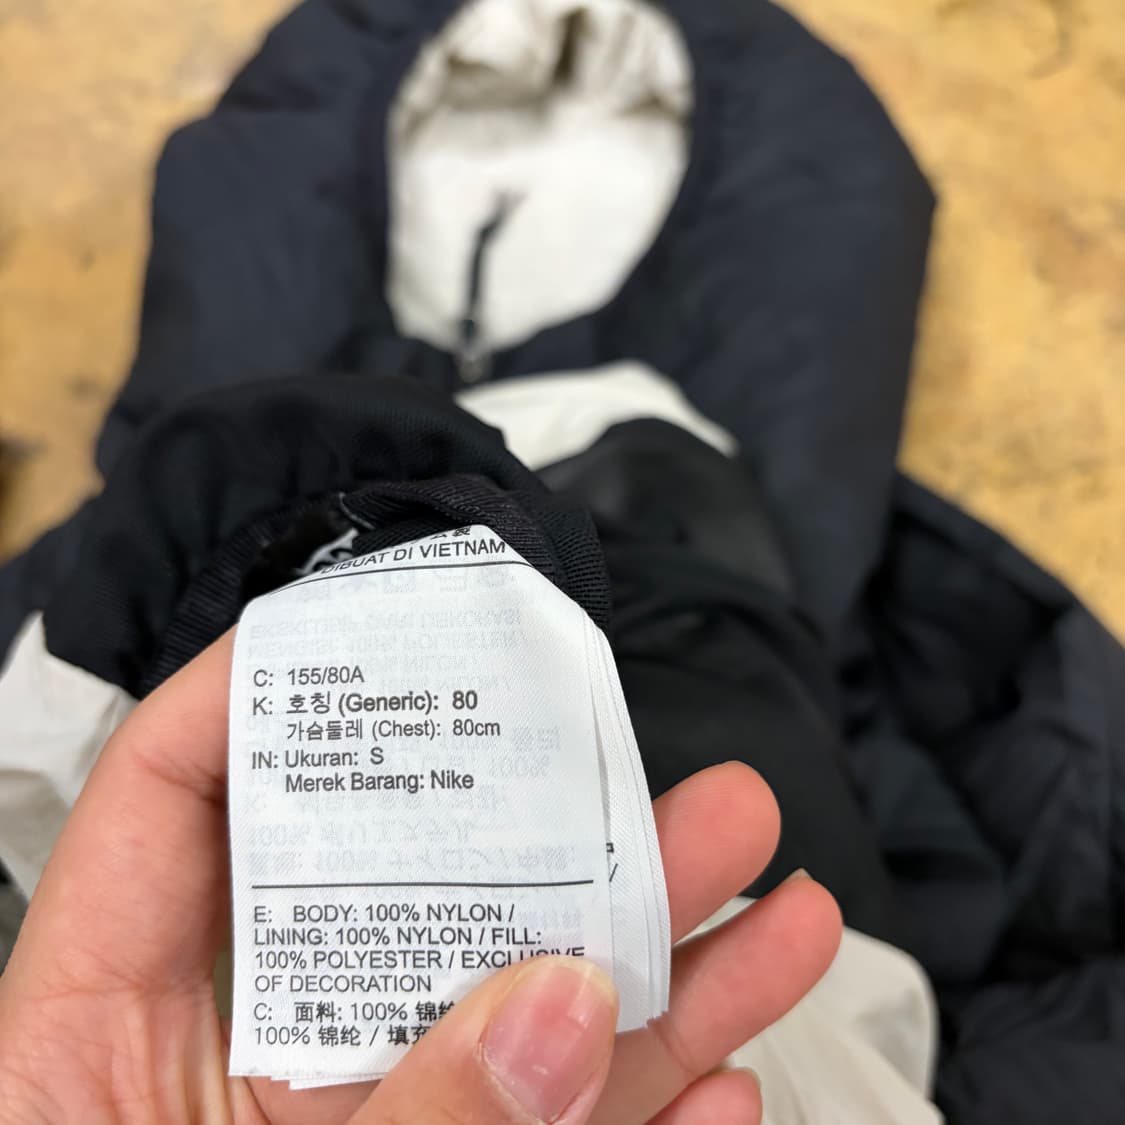 DIBUAT DI VIETNAM
C: 155/80A
K: 호칭 (Generic): 80
가슴둘레 (Chest): 80cm
IN: Ukuran: S
Merek Barang: Nike
E: BODY: 100% NYLON /
LINING: 100% NYLON / FILL:
100% POLYESTER / EXCLUSIVE
OF DECORATION
C: 面料: 100% 锦纶
100% 锦纶 / 填充